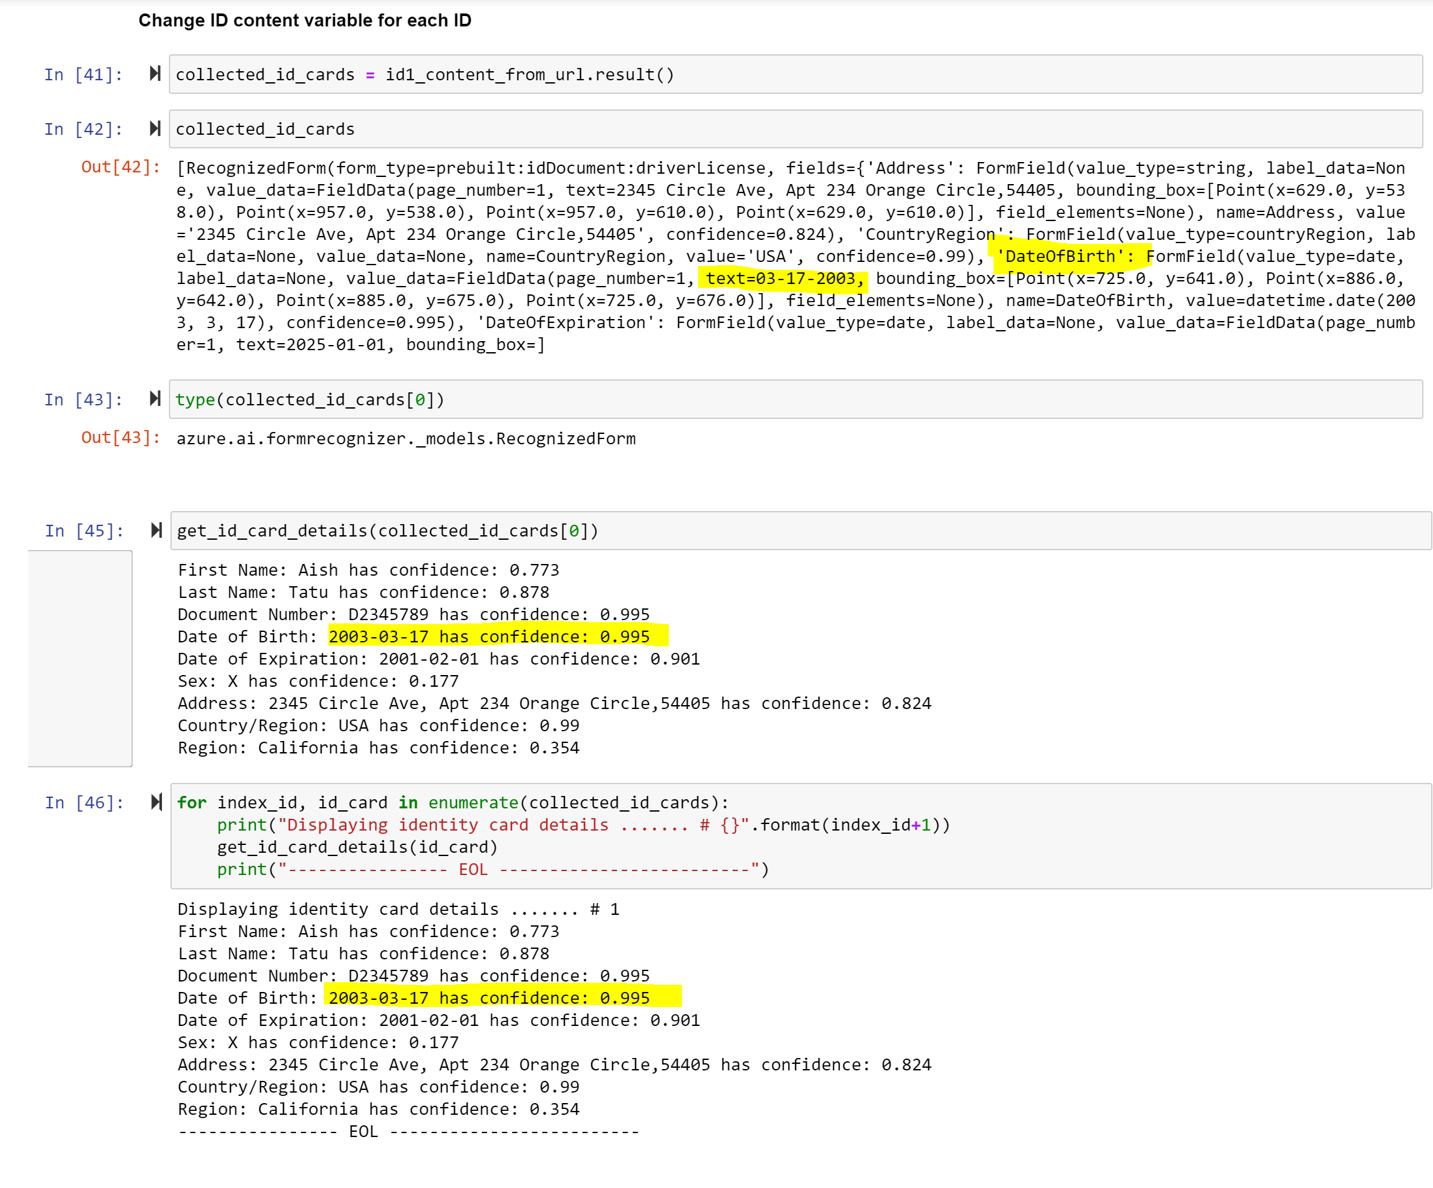 Change ID content variable for each ID
In [41]: collected_id_cards = id1_content_from_url.result()
In [42]: collected_id_cards
Out[42]: [RecognizedForm(form_type=prebuilt:idDocument:driverLicense, fields={'Address': FormField(value_type=string, label_data=Non
e, value_data=FieldData(page_number=1, text=2345 Circle Ave, Apt 234 Orange Circle,54405, bounding_box=[Point(x=629.0, y=53
8.0), Point(x=957.0, y=538.0), Point(x=957.0, y=610.0), Point(x=629.0, y=610.0)], field_elements=None), name=Address, value
='2345 Circle Ave, Apt 234 Orange Circle,54405', confidence=0.824), 'CountryRegion': FormField(value_type=countryRegion, lab
el_data=None, value_data=None, name=CountryRegion, value='USA', confidence=0.99), 'DateOfBirth': FormField(value_type=date,
label_data=None, value_data=FieldData(page_number=1, text=03-17-2003, bounding_box=[Point(x=725.0, y=641.0), Point(x=886.0,
y=642.0), Point(x=885.0, y=675.0), Point(x=725.0, y=676.0)], field_elements=None), name=DateOfBirth, value=datetime.date(200
3, 3, 17), confidence=0.995), 'DateOfExpiration': FormField(value_type=date, label_data=None, value_data=FieldData(page_numb
er=1, text=2025-01-01, bounding_box=]
In [43]: type(collected_id_cards[0])
Out[43]: azure.ai.formrecognizer._models.RecognizedForm
In [45]: get_id_card_details(collected_id_cards[0])
First Name: Aish has confidence: 0.773
Last Name: Tatu has confidence: 0.878
Document Number: D2345789 has confidence: 0.995
Date of Birth: 2003-03-17 has confidence: 0.995
Date of Expiration: 2001-02-01 has confidence: 0.901
Sex: X has confidence: 0.177
Address: 2345 Circle Ave, Apt 234 Orange Circle,54405 has confidence: 0.824
Country/Region: USA has confidence: 0.99
Region: California has confidence: 0.354
In [46]: for index_id, id_card in enumerate(collected_id_cards):
print("Displaying identity card details ....... # {}".format(index_id+1))
get_id_card_details(id_card)
print("---------------- EOL -------------------------")
Displaying identity card details ....... # 1
First Name: Aish has confidence: 0.773
Last Name: Tatu has confidence: 0.878
Document Number: D2345789 has confidence: 0.995
Date of Birth: 2003-03-17 has confidence: 0.995
Date of Expiration: 2001-02-01 has confidence: 0.901
Sex: X has confidence: 0.177
Address: 2345 Circle Ave, Apt 234 Orange Circle,54405 has confidence: 0.824
Country/Region: USA has confidence: 0.99
Region: California has confidence: 0.354
---------------- EOL -------------------------